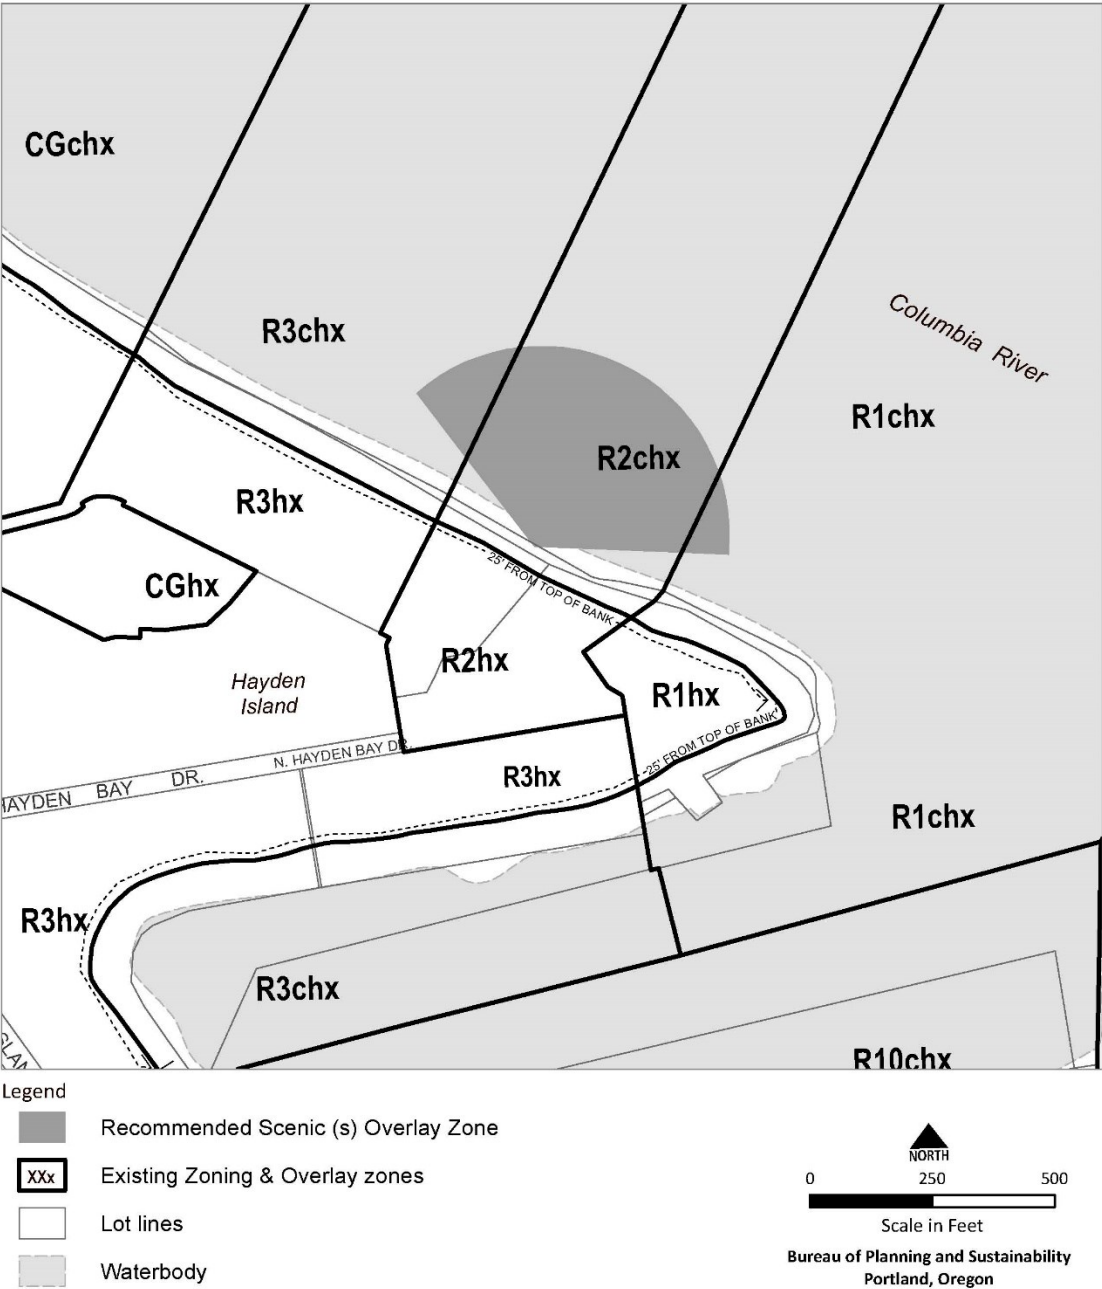 CGchx
R3chx
Columbia River
R1chx
R2chx
R3hx
25' FROM TOP OF BANK
CGhx
R2hx
Hayden
Island
R1hx
25' FROM TOP OF BANK
N. HAYDEN BAY DR.
HAYDEN BAY DR.
R3hx
R1chx
R3hx
R3chx
R10chx
Legend
Recommended Scenic (s) Overlay Zone
XXx Existing Zoning & Overlay zones
Lot lines
Waterbody
NORTH
0 250 500
Scale in Feet
Bureau of Planning and Sustainability
Portland, Oregon